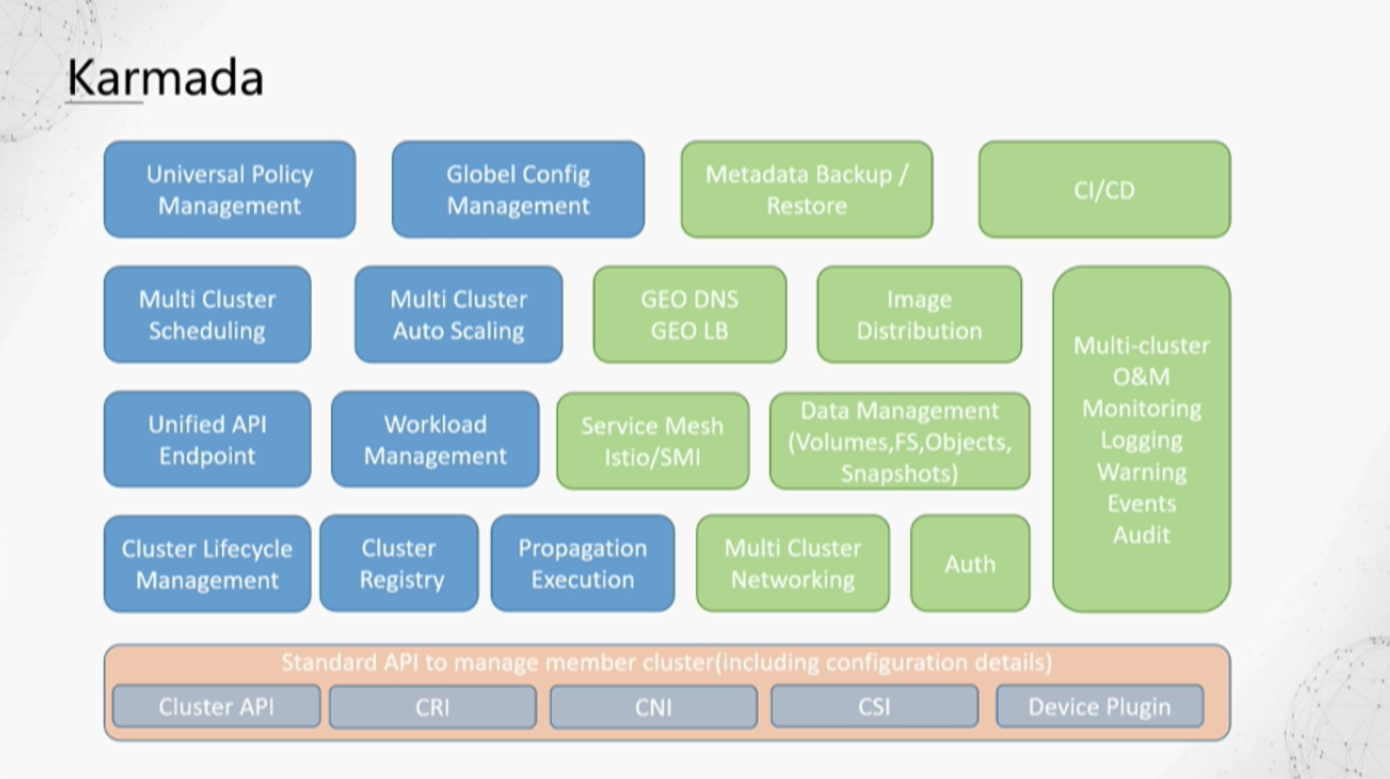 Karmada
Universal Policy
Management
Globel Config
Management
Metadata Backup /
Restore
CI/CD
Multi Cluster
Scheduling
Multi Cluster
Auto Scaling
GEO DNS
GEO LB
Image
Distribution
Multi-cluster
O&M
Monitoring
Logging
Warning
Events
Audit
Unified API
Endpoint
Workload
Management
Service Mesh
Istio/SMI
Data Management
(Volumes,FS,Objects,
Snapshots)
Cluster Lifecycle
Management
Cluster
Registry
Propagation
Execution
Multi Cluster
Networking
Auth
Standard API to manage member cluster(including configuration details)
Cluster API
CRI
CNI
CSI
Device Plugin